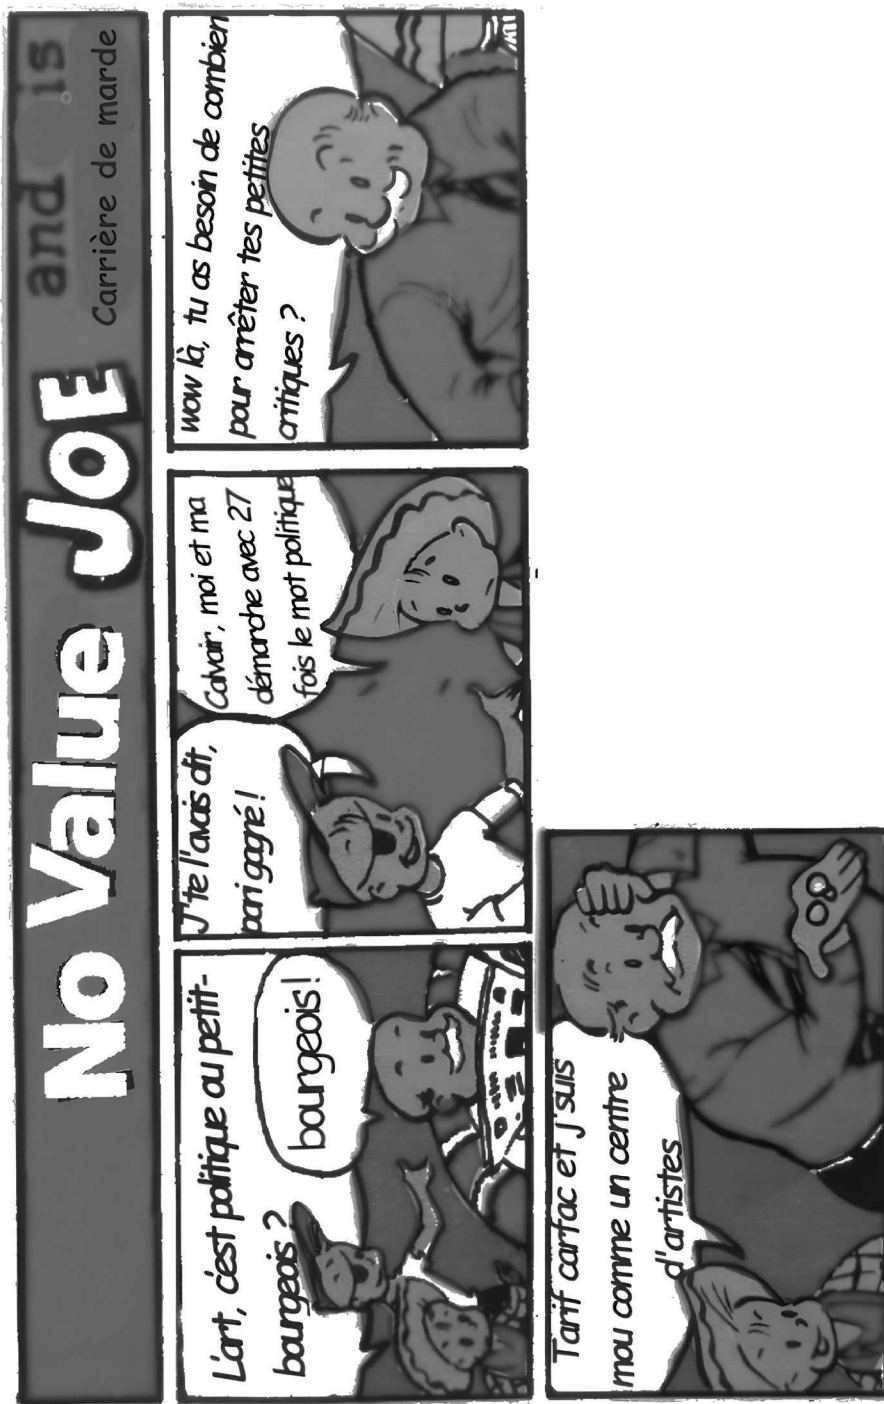 No Value JOE and is
Carrière de marde
L'art, c'est politique ou petit-
bourgeois ?
bourgeois !
J'te l'avais dit,
pari gagné !
Calvair, moi et ma
démarche avec 27
fois le mot politique
wow là, tu as besoin de combien
pour arrêter tes petites
critiques ?
Tarif carfac et j'suis
mou comme un centre
d'artistes